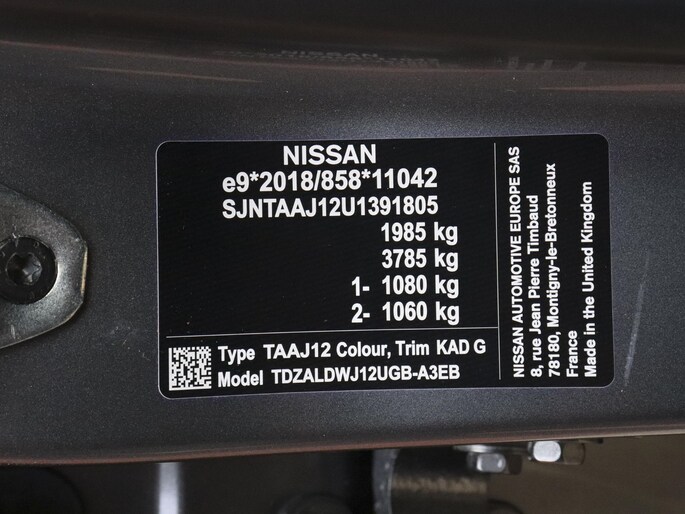 NISSAN
e9*2018/858*11042
SJNTAAJ12U1391805
1985 kg
3785 kg
1- 1080 kg
2- 1060 kg
Type TAAJ12 Colour, Trim KAD G
Model TDZALDWJ12UGB-A3EB
NISSAN AUTOMOTIVE EUROPE SAS
8, rue Jean Pierre Timbaud
78180, Montigny-le-Bretonneux
France
Made in the United Kingdom